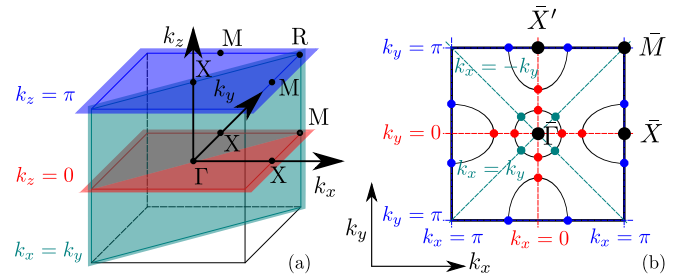 k_z
M
R
X
k_z = π
k_y
M
M
X
k_z = 0
Γ
X
k_x
k_x = k_y
(a)
X̄′
k_y = π
M̄
k_x = −k_y
k_y = 0
Γ̄
X̄
k_x = k_y
k_y = π
k_x = π
k_x = 0
k_x = π
k_y
k_x
(b)